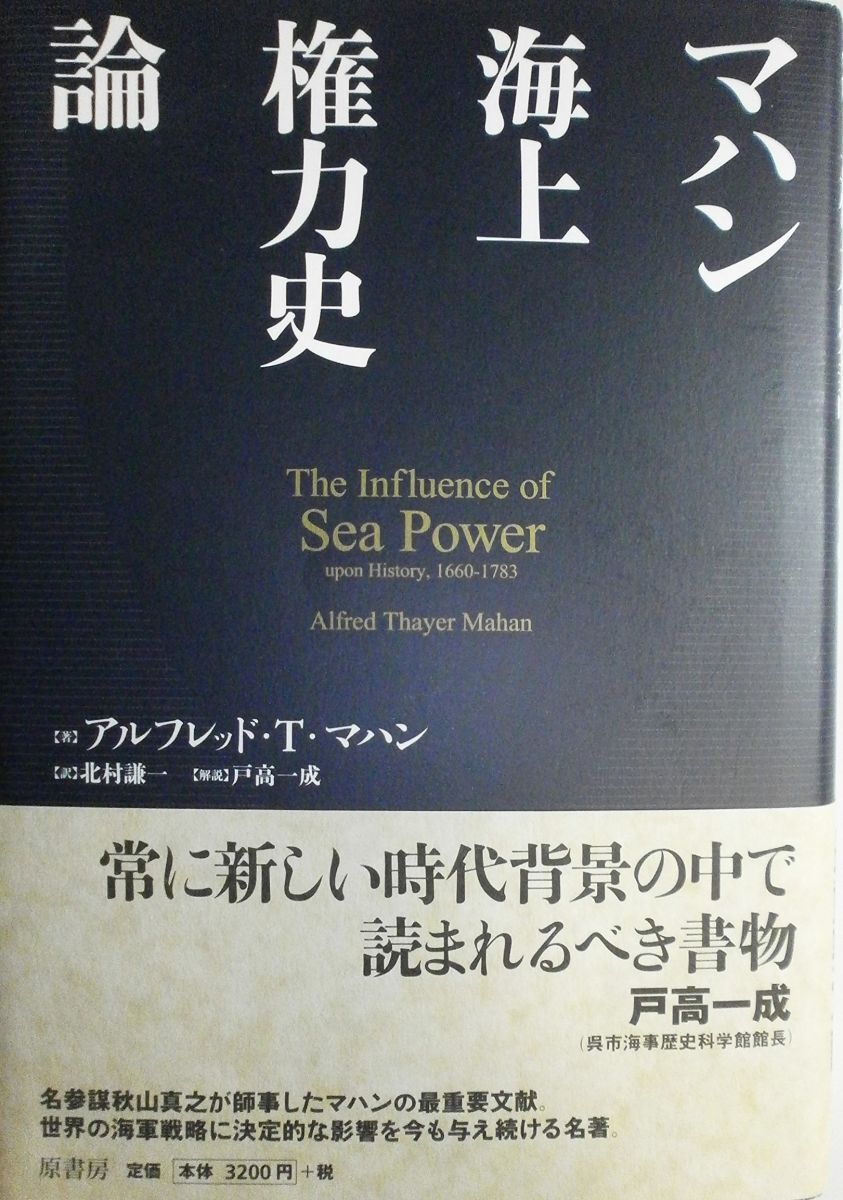 マハン
海上
権力史
論
The Influence of
Sea Power
upon History, 1660-1783
Alfred Thayer Mahan
【著】アルフレッド・T・マハン
【訳】北村謙一 【解説】戸高一成
常に新しい時代背景の中で
読まれるべき書物
戸高一成
(呉市海事歴史科学館館長)
名参謀秋山真之が師事したマハンの最重要文献。
世界の海軍戦略に決定的な影響を今も与え続ける名著。
原書房 定価 本体 3200円+税